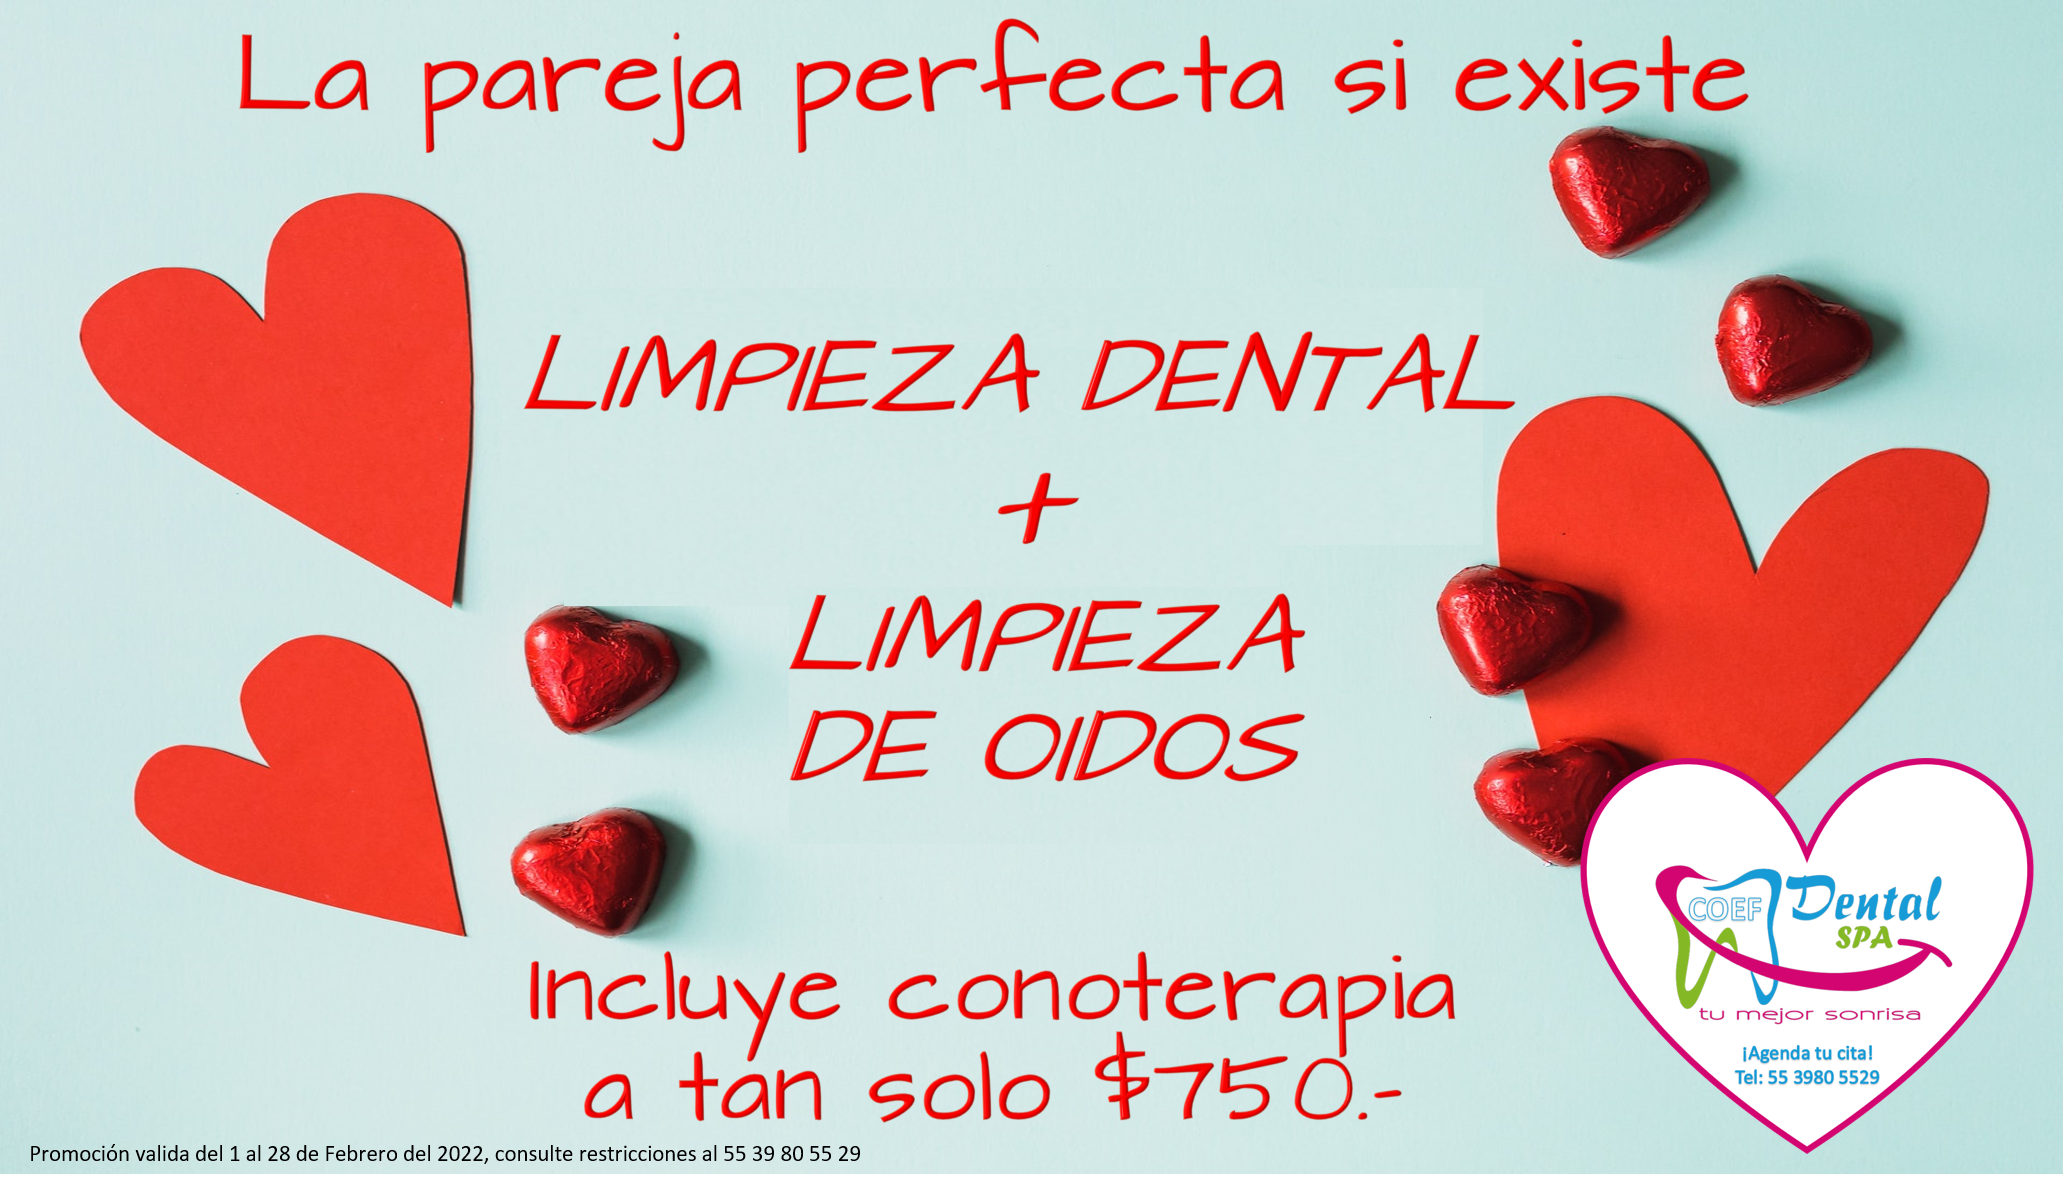 La pareja perfecta si existe
LIMPIEZA DENTAL
+
LIMPIEZA
DE OIDOS
Incluye conoterapia
a tan solo $750.-
COEF Dental
SPA
tu mejor sonrisa
¡Agenda tu cita!
Tel: 55 3980 5529
Promoción valida del 1 al 28 de Febrero del 2022, consulte restricciones al 55 39 80 55 29